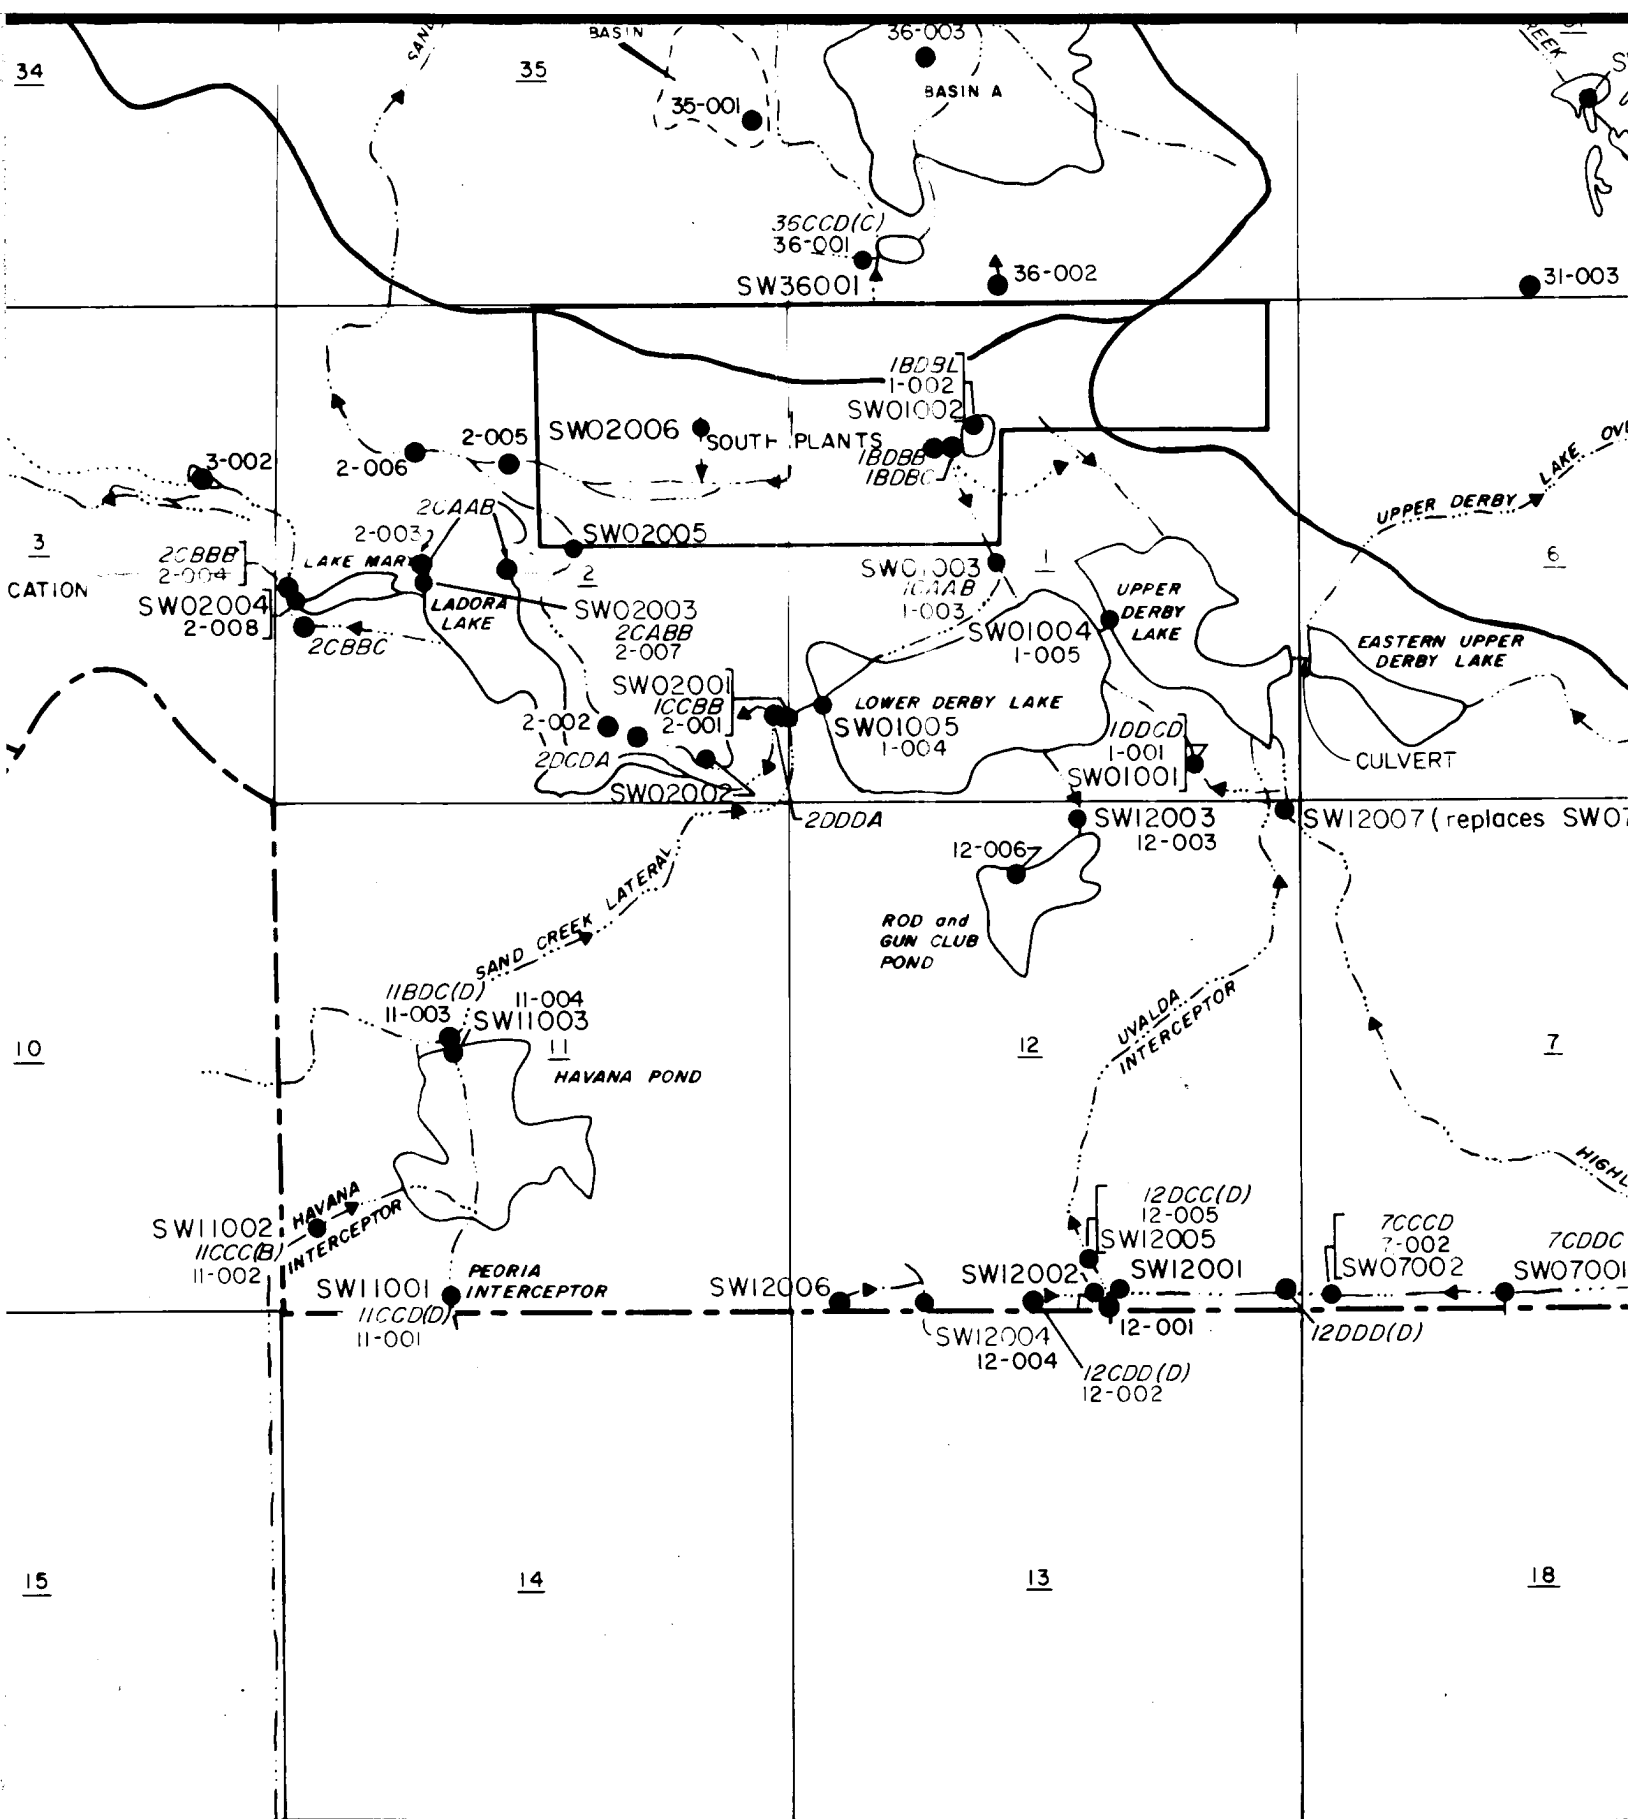 BASIN
36-003
34
35
BASIN A
35-001
36CCD(C)
36-001
SW36001
36-002
31-003
1BDBL
1-002
SW01002
SW02006
SOUTH PLANTS
2-005
2-006
3-002
1BDBB
1BDBC
UPPER DERBY LAKE
2CAAB
2-003
SW02005
3
CATION
2CBBB
2-004
SW02004
2-008
2CBBC
LADORA
LAKE
2
SW02003
2CABB
2-007
SW01003
1CAAB
1-003
1
SW01004
1-005
UPPER
DERBY
LAKE
6
EASTERN UPPER
DERBY LAKE
SW02001
1CCBB
2-001
2-002
2DCDA
SW02002
LOWER DERBY LAKE
SW01005
1-004
1DDCD
1-001
SW01001
CULVERT
2DDDA
SW12003
12-003
SW12007 (replaces SW07
12-006
SAND CREEK LATERAL
ROD and
GUN CLUB
POND
11BDC(D)
11-003
11-004
SW11003
10
11
HAVANA POND
12
UVALDA
INTERCEPTOR
7
HAVANA
INTERCEPTOR
SW11002
11CCC(B)
11-002
SW11001
11CCD(D)
11-001
PEORIA
INTERCEPTOR
SW12006
SW12004
12-004
SW12002
12DCC(D)
12-005
SW12005
SW12001
12-001
12CDD(D)
12-002
12DDD(D)
7CCCD
7-002
SW07002
7CDDC
SW07001
15
14
13
18